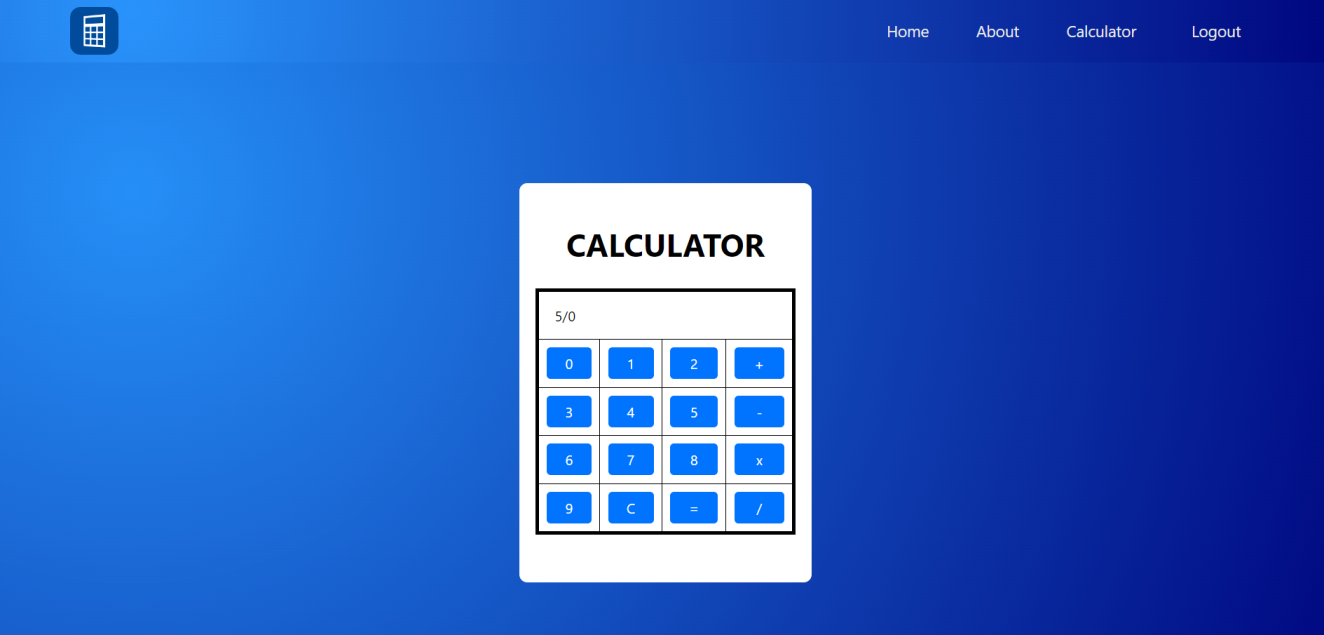 Home About Calculator Logout
CALCULATOR
5/0
0 1 2 +
3 4 5 -
6 7 8 x
9 C = /